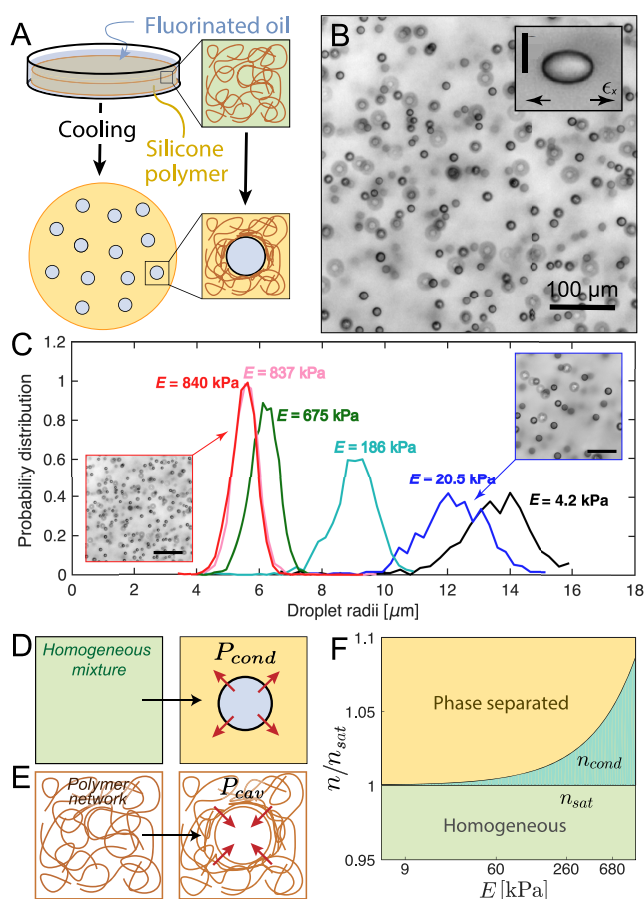 A
Fluorinated oil
Cooling
Silicone
polymer
B
ϵx
100 µm
C
1.2
1
0.8
0.6
0.4
0.2
0
Probability distribution
E = 840 kPa
E = 837 kPa
E = 675 kPa
E = 186 kPa
E = 20.5 kPa
E = 4.2 kPa
0 2 4 6 8 10 12 14 16 18
Droplet radii [µm]
D
Homogeneous
mixture
Pcond
E
Polymer
network
Pcav
F
1.1
1.05
1
0.95
n/nsat
Phase separated
ncond
nsat
Homogeneous
9 60 260 680
E [kPa]